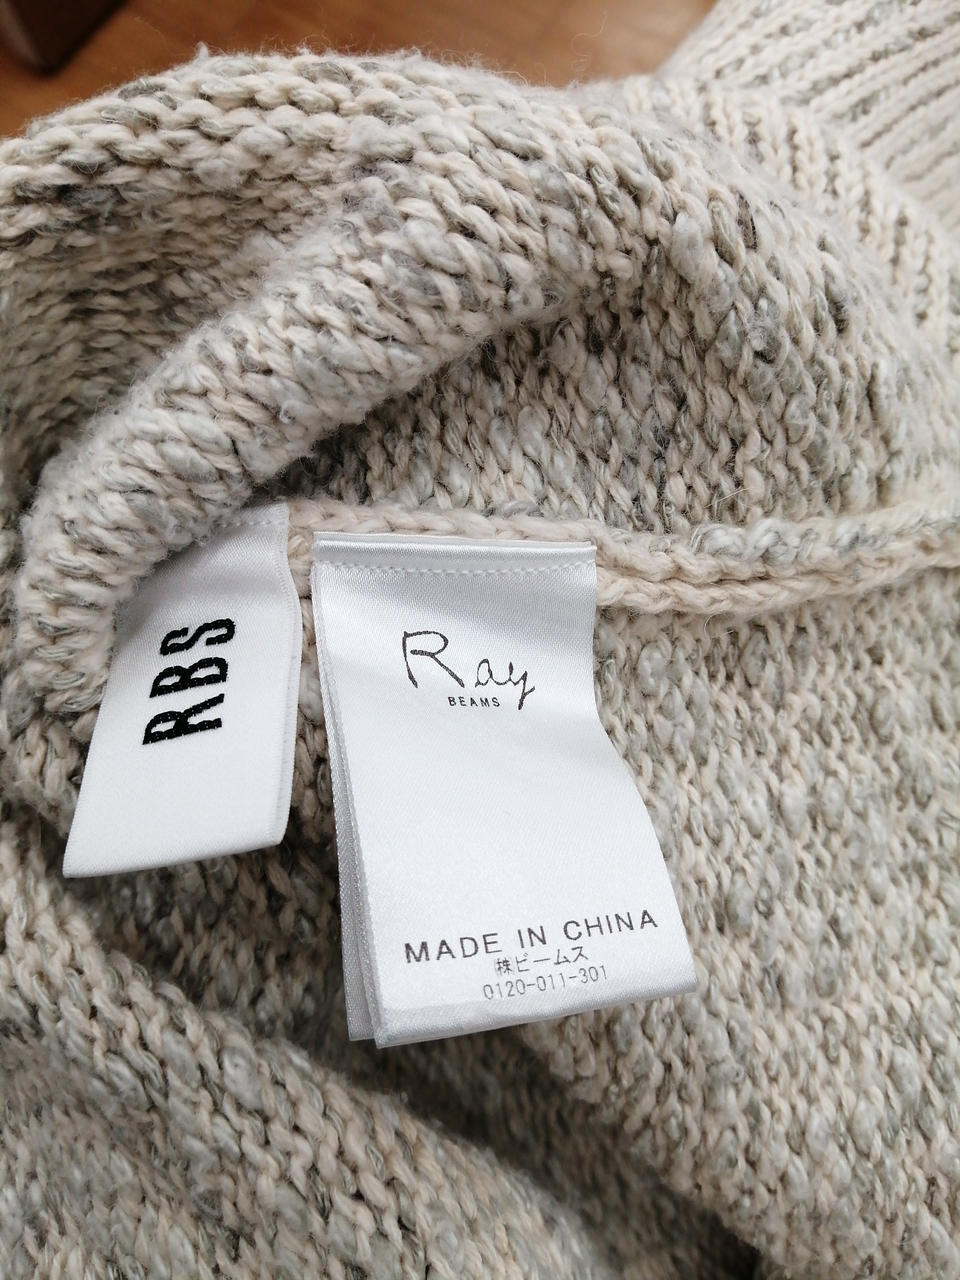 RBS
Ray
BEAMS
MADE IN CHINA
㈱ビームス
0120-011-301